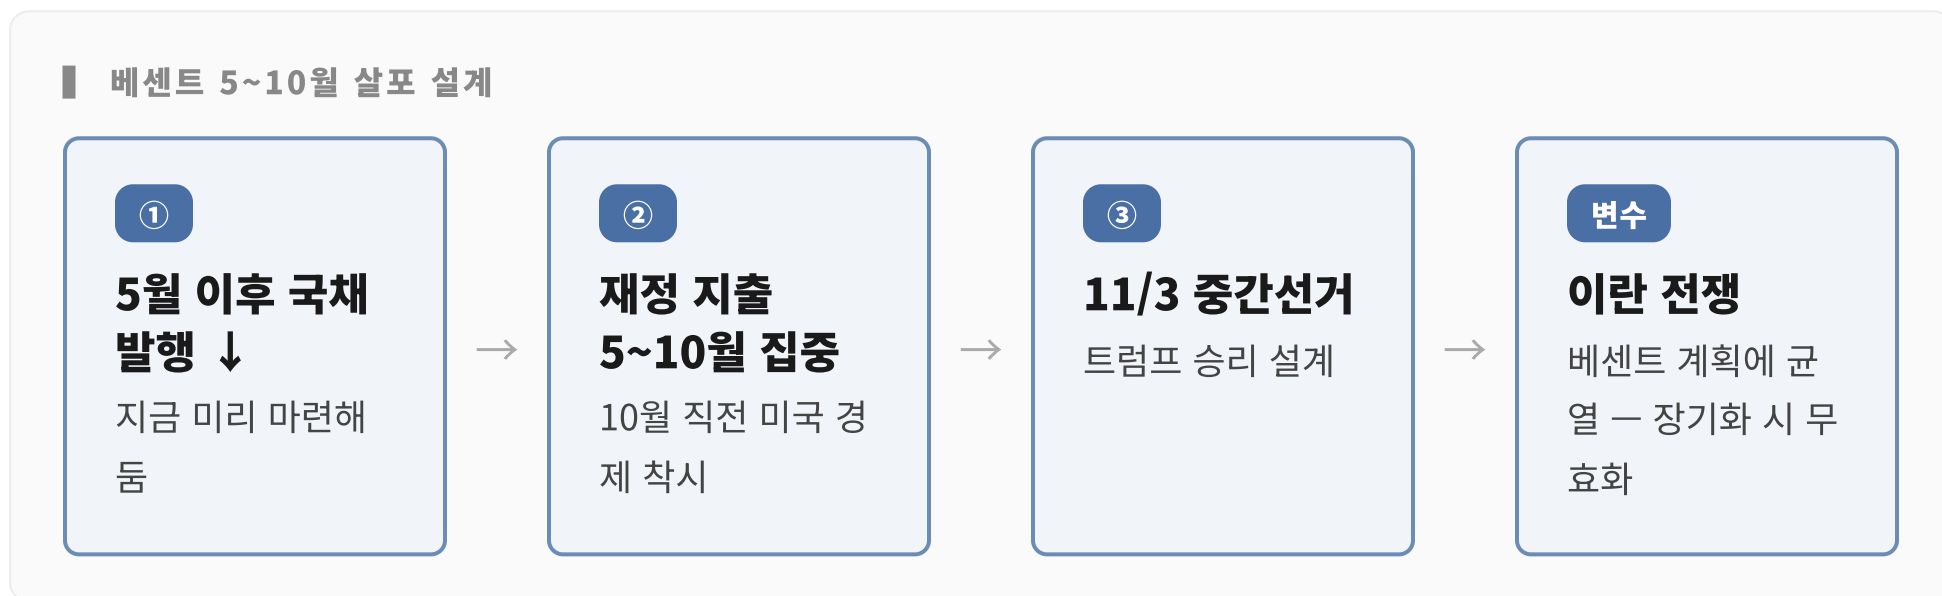 베센트 5~10월 살포 설계
①
5월 이후 국채
발행 ↓
지금 미리 마련해
둠
→
②
재정 지출
5~10월 집중
10월 직전 미국 경
제 착시
→
③
11/3 중간선거
트럼프 승리 설계
→
변수
이란 전쟁
베센트 계획에 균
열 — 장기화 시 무
효화